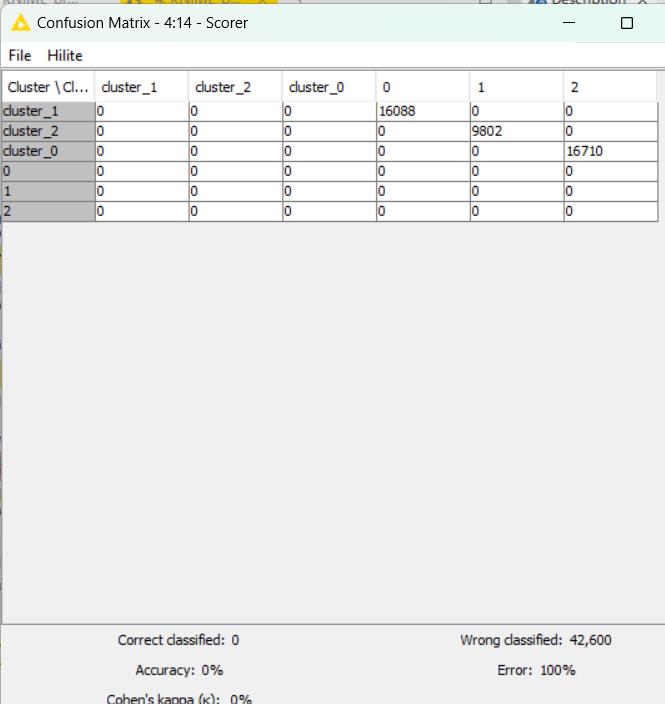 Description
Confusion Matrix - 4:14 - Scorer
File Hilite
Cluster \ Cl... cluster_1 cluster_2 cluster_0 0 1 2
cluster_1 0 0 0 16088 0 0
cluster_2 0 0 0 0 9802 0
cluster_0 0 0 0 0 0 16710
0 0 0 0 0 0 0
1 0 0 0 0 0 0
2 0 0 0 0 0 0
Correct classified: 0 Wrong classified: 42,600
Accuracy: 0% Error: 100%
Cohen's kappa (κ): 0%